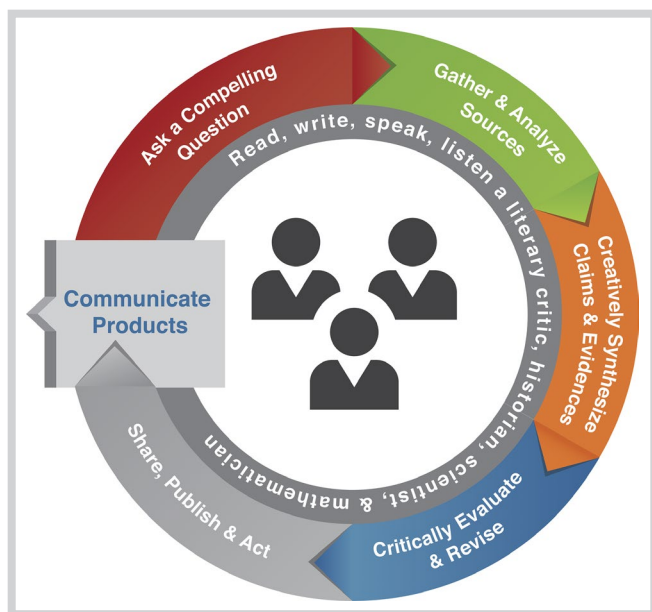 Ask a Compelling
Question
Gather & Analyze
Sources
Creatively Synthesize
Claims & Evidences
Critically Evaluate
& Revise
Share, Publish & Act
Communicate
Products
Read, write, speak, listen a literary critic, historian, scientist, & mathematician